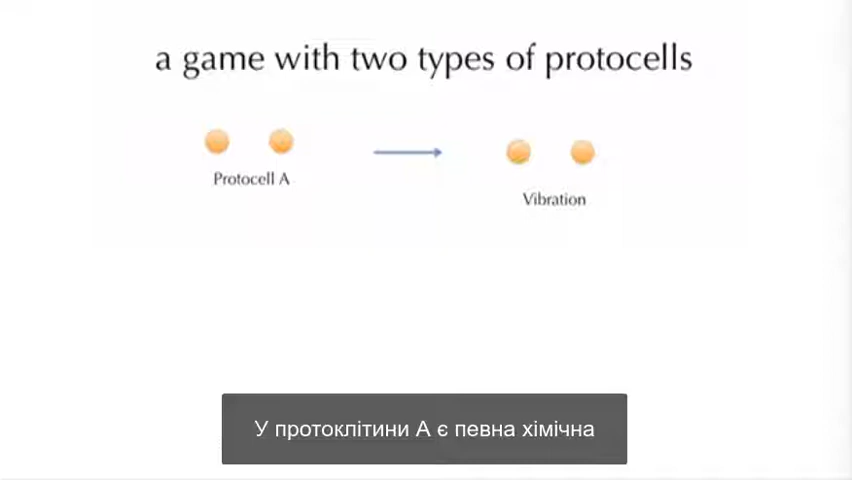 a game with two types of protocells
Protocell A
Vibration
У протоклітини А є певна хімічна